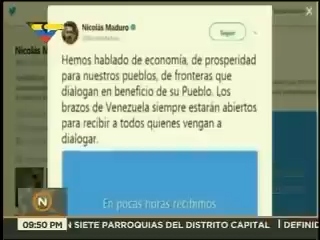 Nicolás Maduro
Seguir
Hemos hablado de economía, de prosperidad
para nuestros pueblos, de fronteras que
dialogan en beneficio de su Pueblo. Los
brazos de Venezuela siempre estarán abiertos
para recibir a todos quienes vengan a
dialogar.
En pocas horas recibimos
09:50 PM
EN SIETE PARROQUIAS DEL DISTRITO CAPITAL | DEFINID